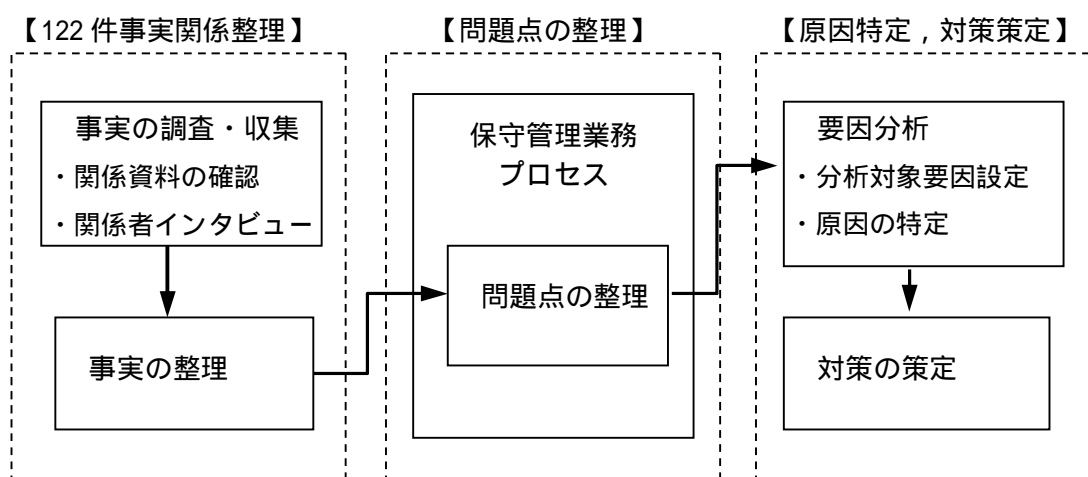 【122 件事実関係整理】
事実の調査・収集
・関係資料の確認
・関係者インタビュー
事実の整理
【問題点の整理】
保守管理業務
プロセス
問題点の整理
【原因特定，対策策定】
要因分析
・分析対象要因設定
・原因の特定
対策の策定